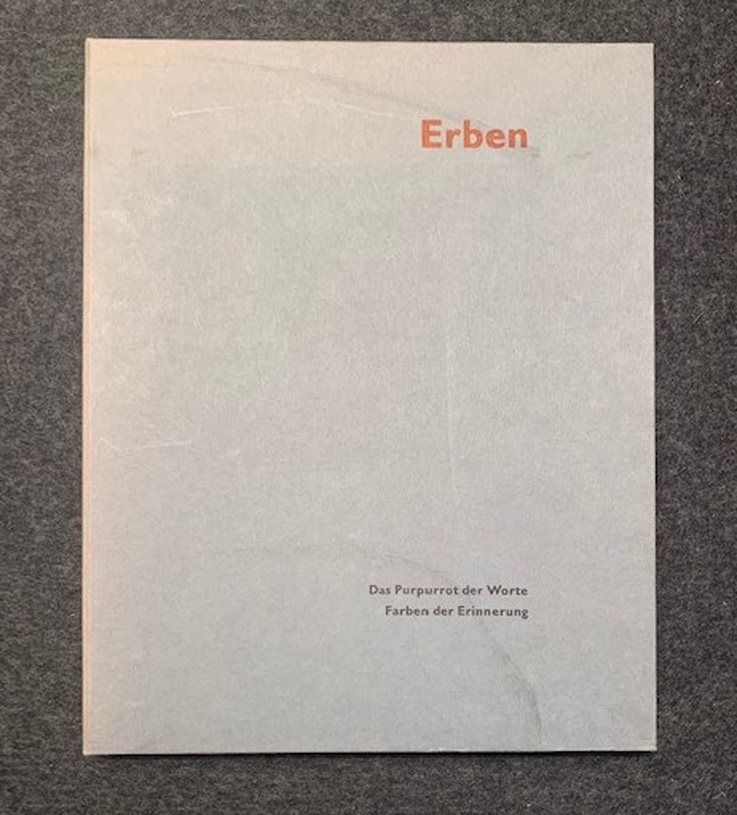 Erben
Das Purpurrot der Worte
Farben der Erinnerung